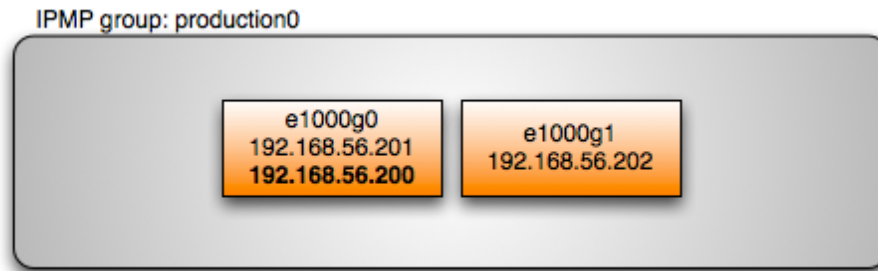 IPMP group: production0
e1000g0
192.168.56.201
192.168.56.200
e1000g1
192.168.56.202